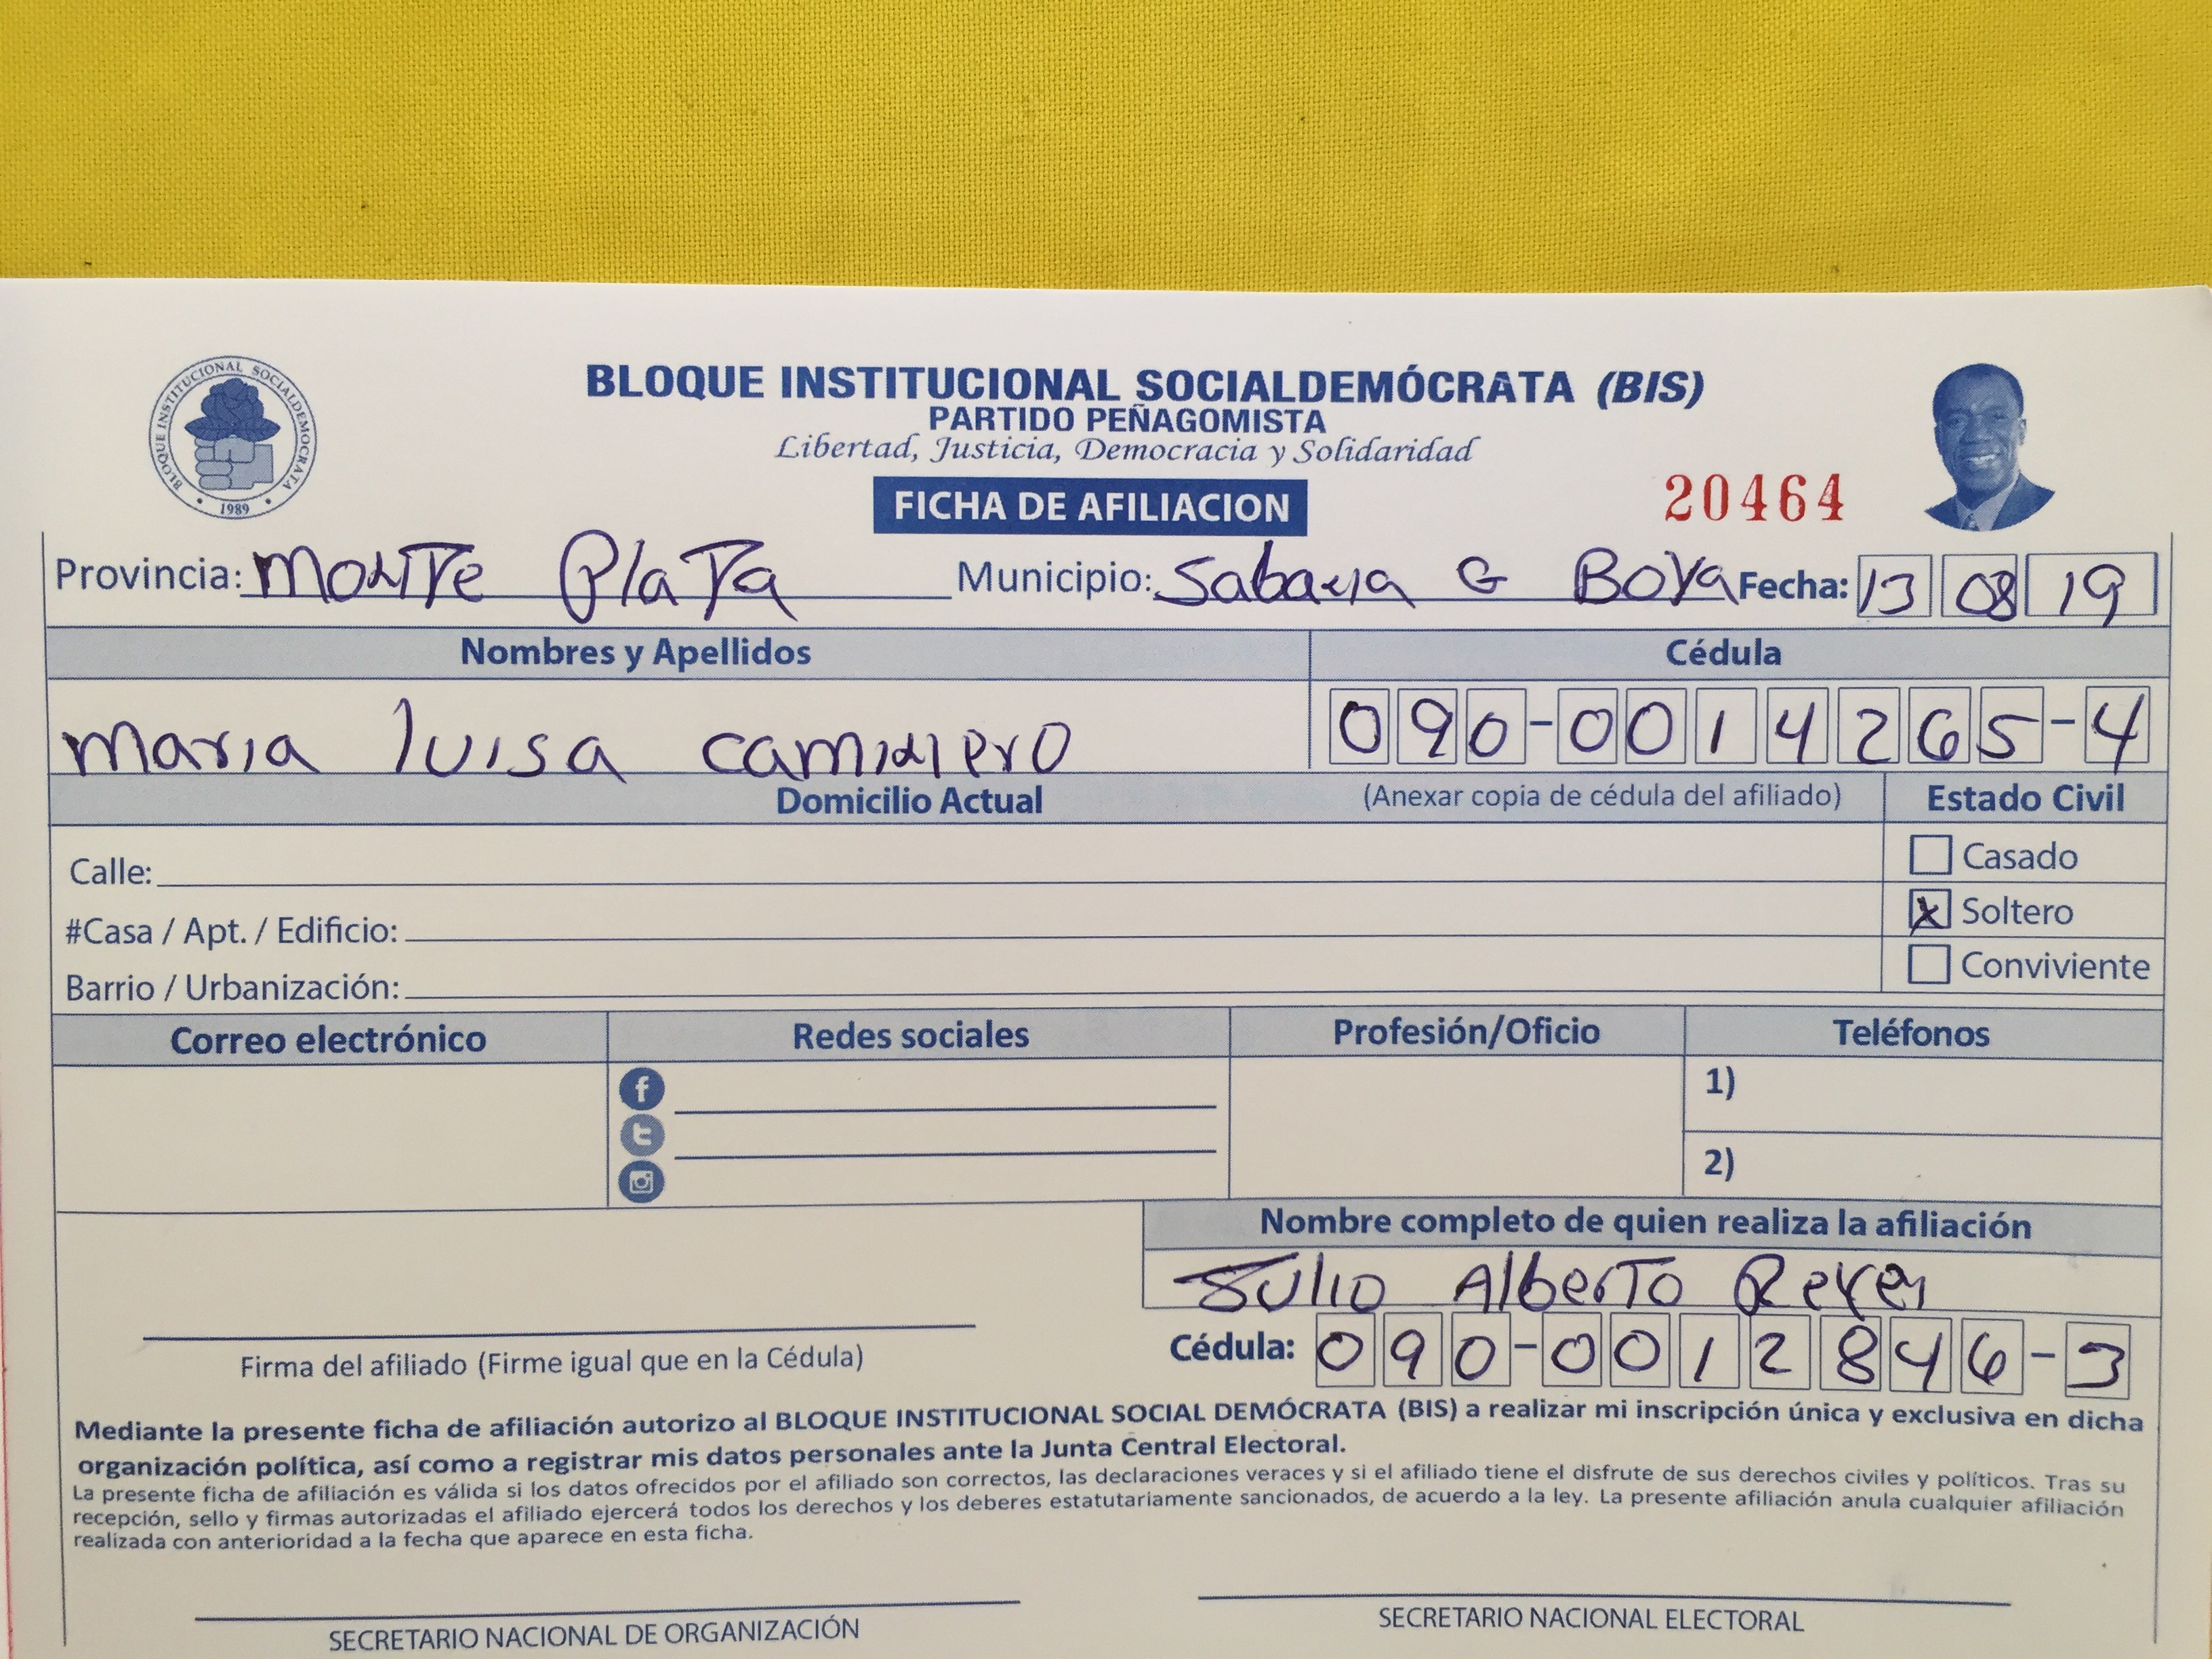 BLOQUE INSTITUCIONAL SOCIALDEMOCRATA
1989
BLOQUE INSTITUCIONAL SOCIALDEMÓCRATA (BIS)
PARTIDO PEÑAGOMISTA
Libertad, Justicia, Democracia y Solidaridad
FICHA DE AFILIACION
20464
Provincia: Monte Plata Municipio: Sabana G Boya Fecha: 13 08 19
Nombres y Apellidos Cédula
maria luisa caminero 090-0014265-4
Domicilio Actual (Anexar copia de cédula del afiliado) Estado Civil
Calle: Casado
#Casa / Apt. / Edificio: x Soltero
Barrio / Urbanización: Conviviente
Correo electrónico Redes sociales Profesión/Oficio Teléfonos
1)
2)
Nombre completo de quien realiza la afiliación
Julio Alberto Reyes
Cédula: 090-0012846-3
Firma del afiliado (Firme igual que en la Cédula)
Mediante la presente ficha de afiliación autorizo al BLOQUE INSTITUCIONAL SOCIAL DEMÓCRATA (BIS) a realizar mi inscripción única y exclusiva en dicha
organización política, así como a registrar mis datos personales ante la Junta Central Electoral.
La presente ficha de afiliación es válida si los datos ofrecidos por el afiliado son correctos, las declaraciones veraces y si el afiliado tiene el disfrute de sus derechos civiles y políticos. Tras su
recepción, sello y firmas autorizadas el afiliado ejercerá todos los derechos y los deberes estatutariamente sancionados, de acuerdo a la ley. La presente afiliación anula cualquier afiliación
realizada con anterioridad a la fecha que aparece en esta ficha.
SECRETARIO NACIONAL DE ORGANIZACIÓN SECRETARIO NACIONAL ELECTORAL